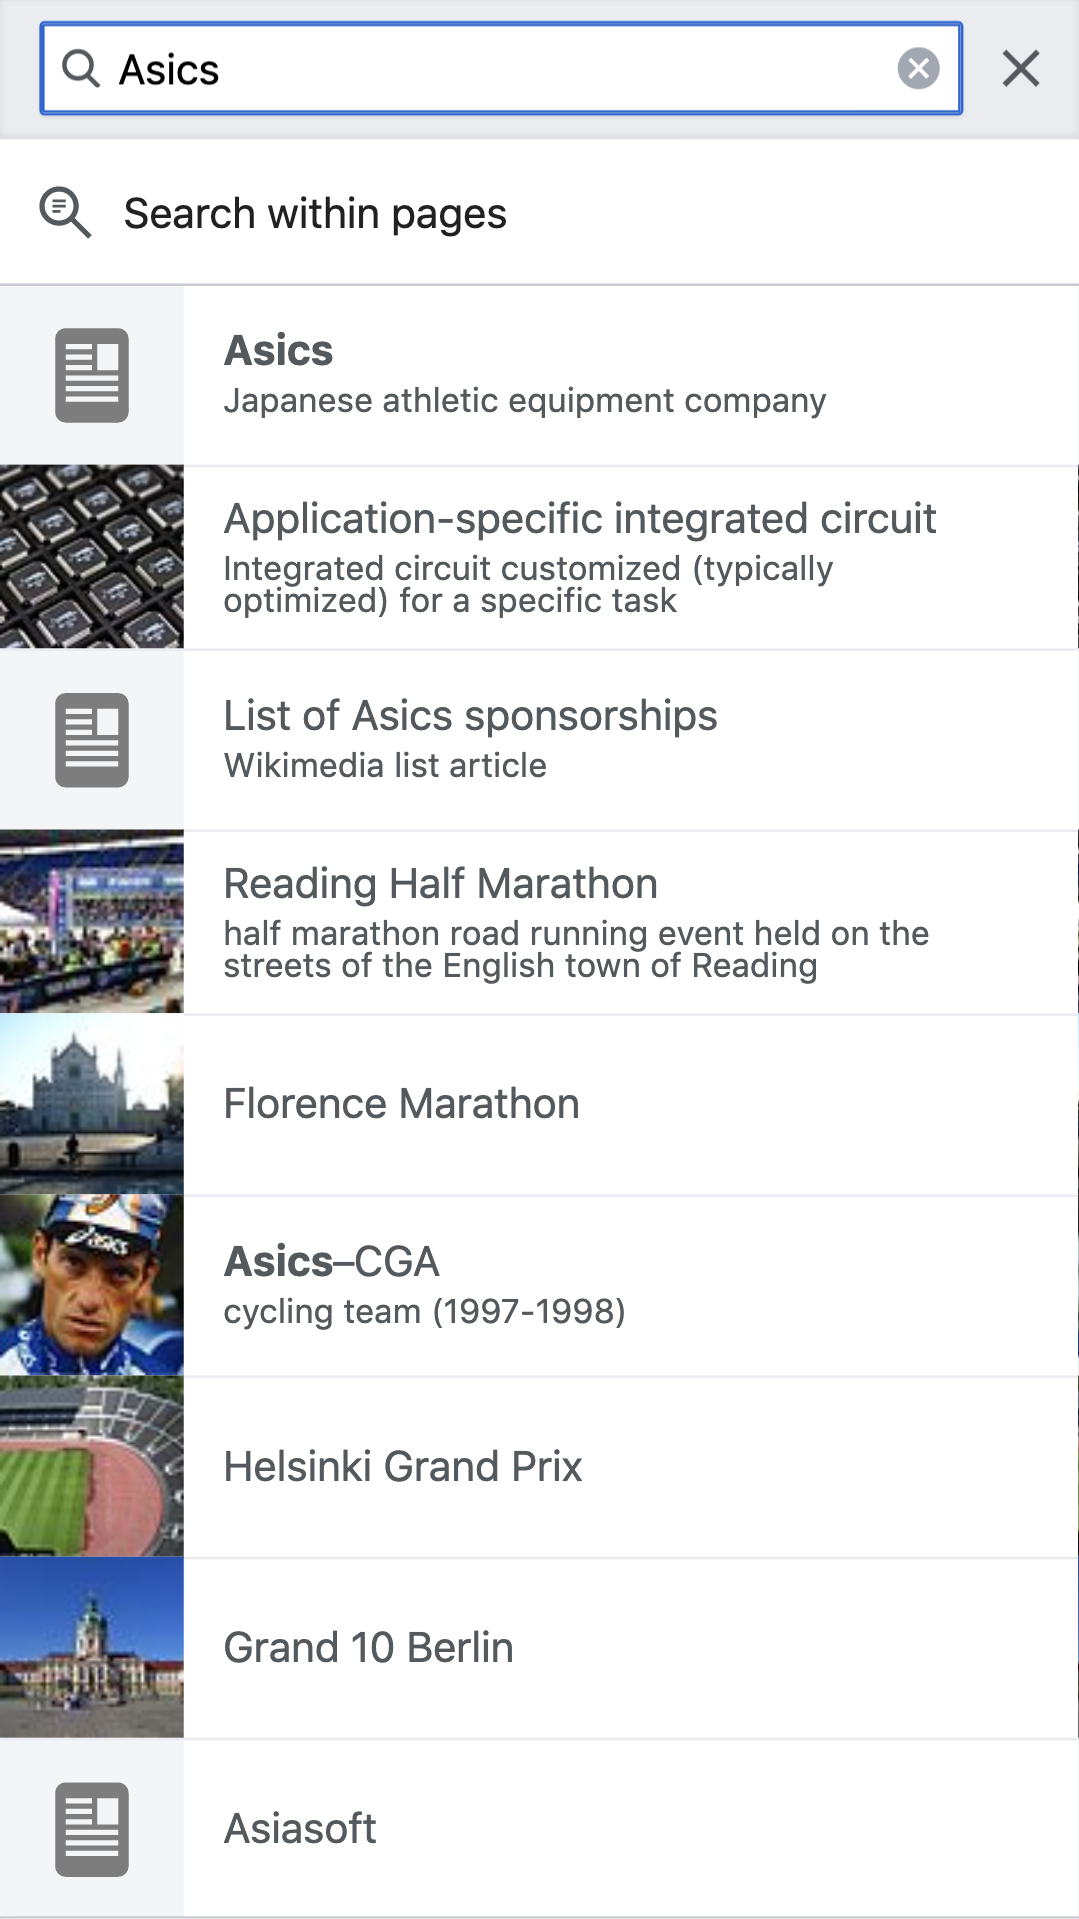 Asics
Search within pages
Asics
Japanese athletic equipment company
Application-specific integrated circuit
Integrated circuit customized (typically
optimized) for a specific task
List of Asics sponsorships
Wikimedia list article
Reading Half Marathon
half marathon road running event held on the
streets of the English town of Reading
Florence Marathon
asics
Asics–CGA
cycling team (1997-1998)
Helsinki Grand Prix
Grand 10 Berlin
Asiasoft